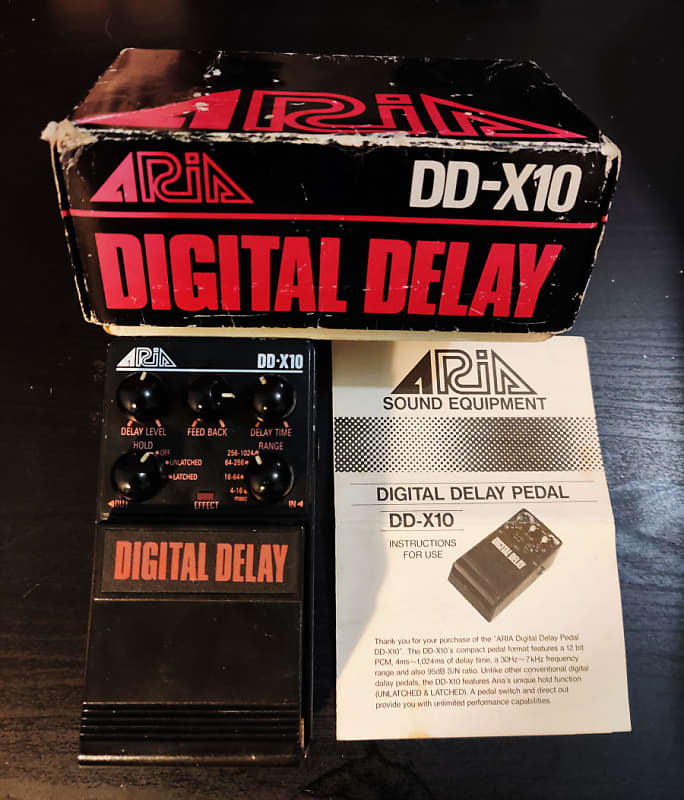 ARiA
ARiA DD-X10
DIGITAL DELAY
ARiA DD-X10
DELAY LEVEL FEED BACK DELAY TIME
HOLD RANGE
OFF 256-1024
UNLATCHED 64-256
LATCHED 16-64
4-16
msec
OUT EFFECT IN
DIGITAL DELAY
ARiA
SOUND EQUIPMENT
DIGITAL DELAY PEDAL
DD-X10
INSTRUCTIONS
FOR USE
DIGITAL DELAY
Thank you for your purchase of the "ARIA Digital Delay Pedal
DD-X10". The DD-X10's compact pedal format features a 12 bit
PCM, 4ms~1,024ms of delay time, a 30Hz~7kHz frequency
range and also 95dB S/N ratio. Unlike other conventional digital
dalay pedals, the DD-X10 features Aria's unique hold function
(UNLATCHED & LATCHED). A pedal switch and direct out
provide you with unlimited performance capabilities.